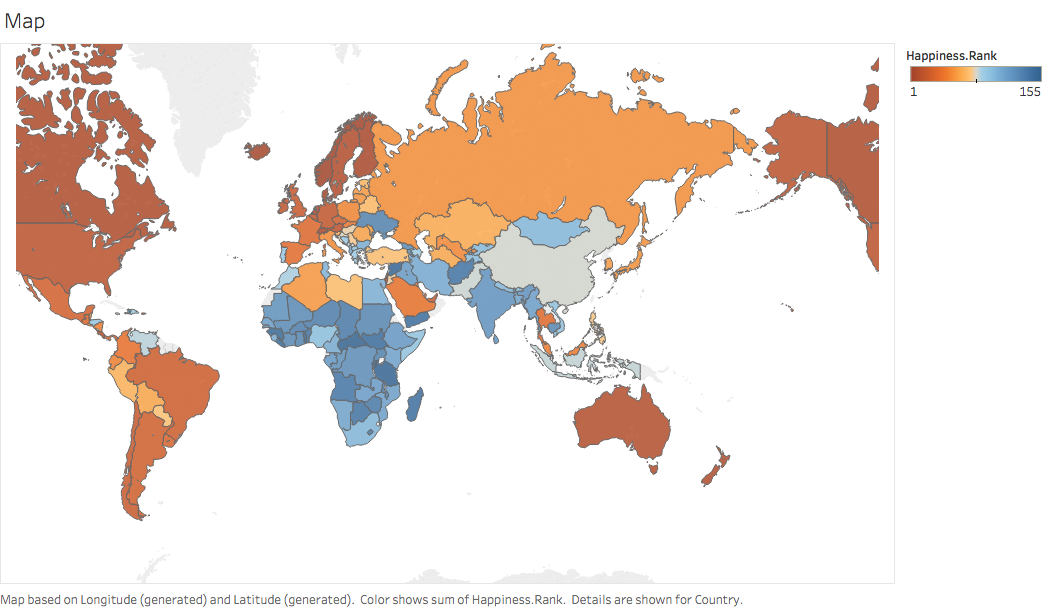 Map
Happiness.Rank
1 155
Map based on Longitude (generated) and Latitude (generated). Color shows sum of Happiness.Rank. Details are shown for Country.